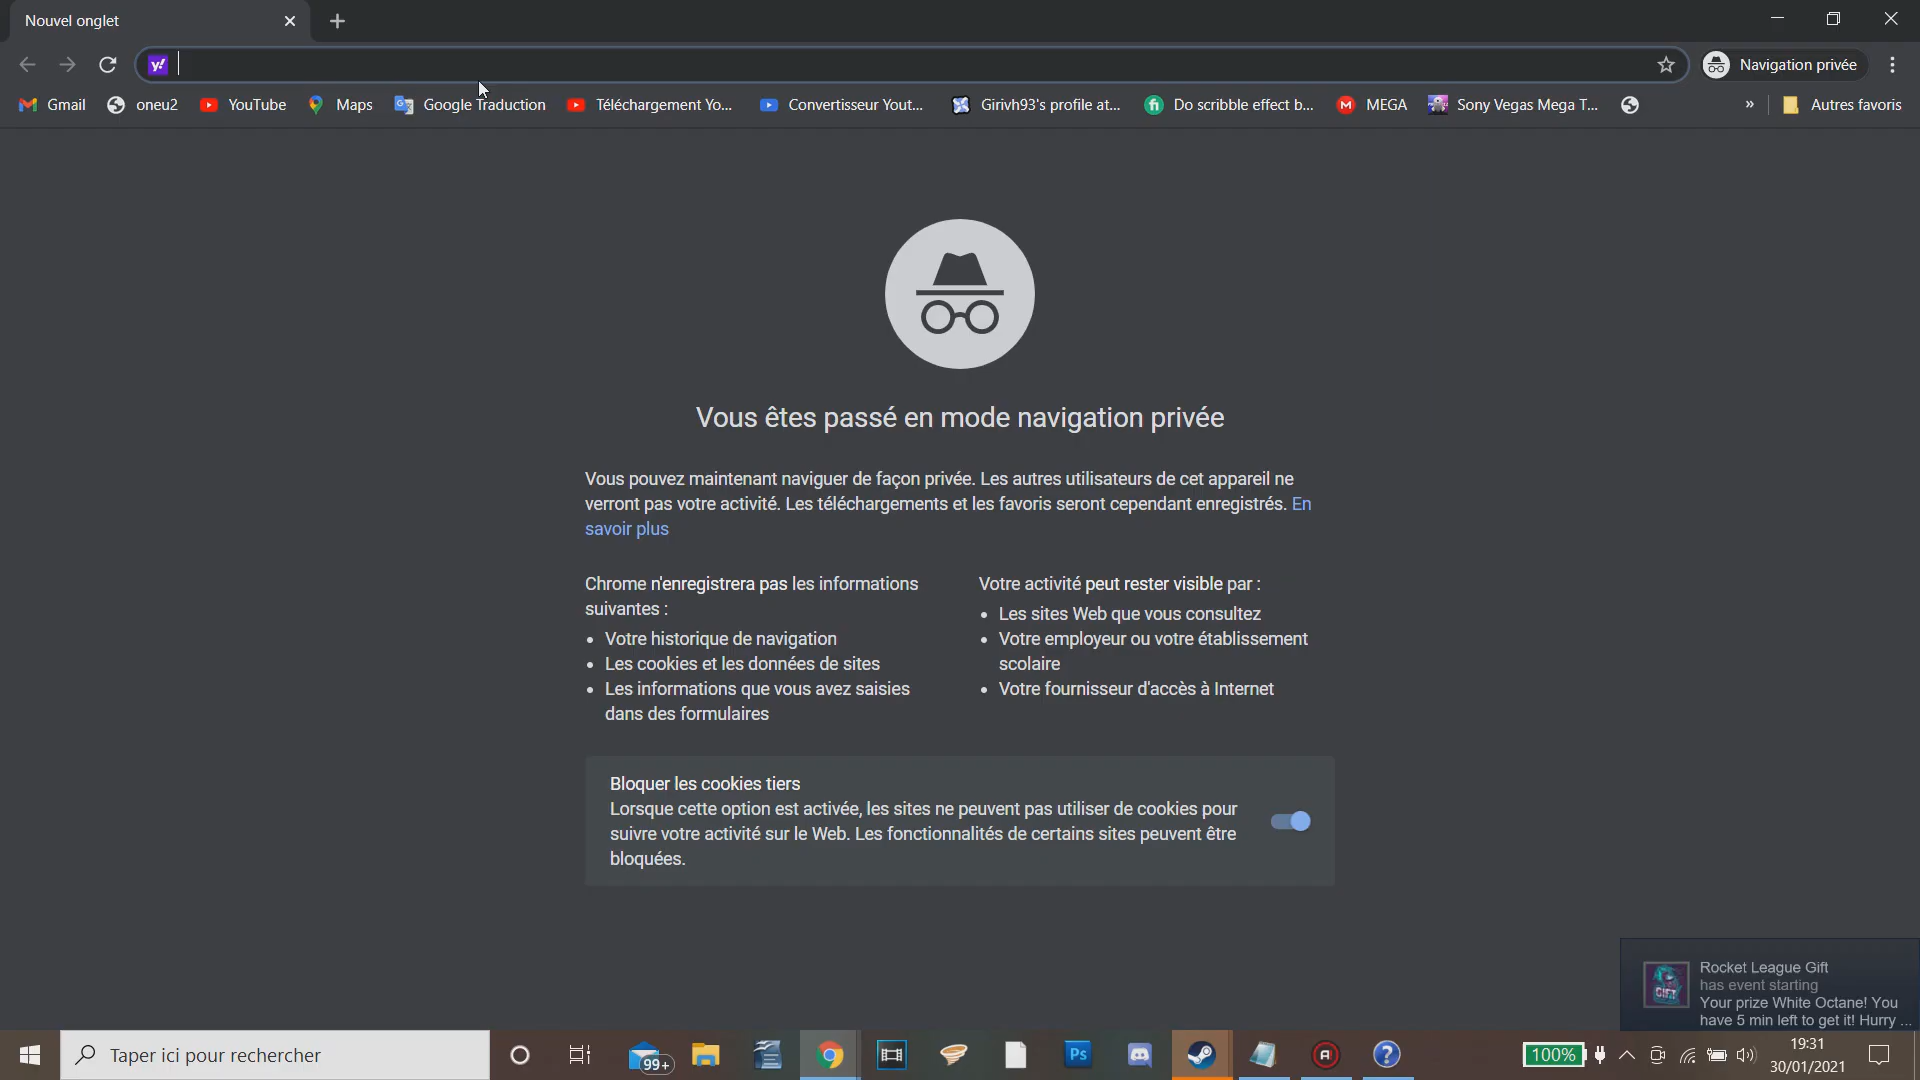 Nouvel onglet
y!
Navigation privée
Gmail
oneu2
YouTube
Maps
Google Traduction
Téléchargement Yo...
Convertisseur Yout...
Girivh93's profile at...
Do scribble effect b...
MEGA
Sony Vegas Mega T...
»
Autres favoris
Vous êtes passé en mode navigation privée
Vous pouvez maintenant naviguer de façon privée. Les autres utilisateurs de cet appareil ne
verront pas votre activité. Les téléchargements et les favoris seront cependant enregistrés. En
savoir plus
Chrome n'enregistrera pas les informations
suivantes :
• Votre historique de navigation
• Les cookies et les données de sites
• Les informations que vous avez saisies
dans des formulaires
Votre activité peut rester visible par :
• Les sites Web que vous consultez
• Votre employeur ou votre établissement
scolaire
• Votre fournisseur d'accès à Internet
Bloquer les cookies tiers
Lorsque cette option est activée, les sites ne peuvent pas utiliser de cookies pour
suivre votre activité sur le Web. Les fonctionnalités de certains sites peuvent être
bloquées.
GIFT
Rocket League Gift
has event starting
Your prize White Octane! You
have 5 min left to get it! Hurry ...
Taper ici pour rechercher
99+
Ps
100%
19:31
30/01/2021